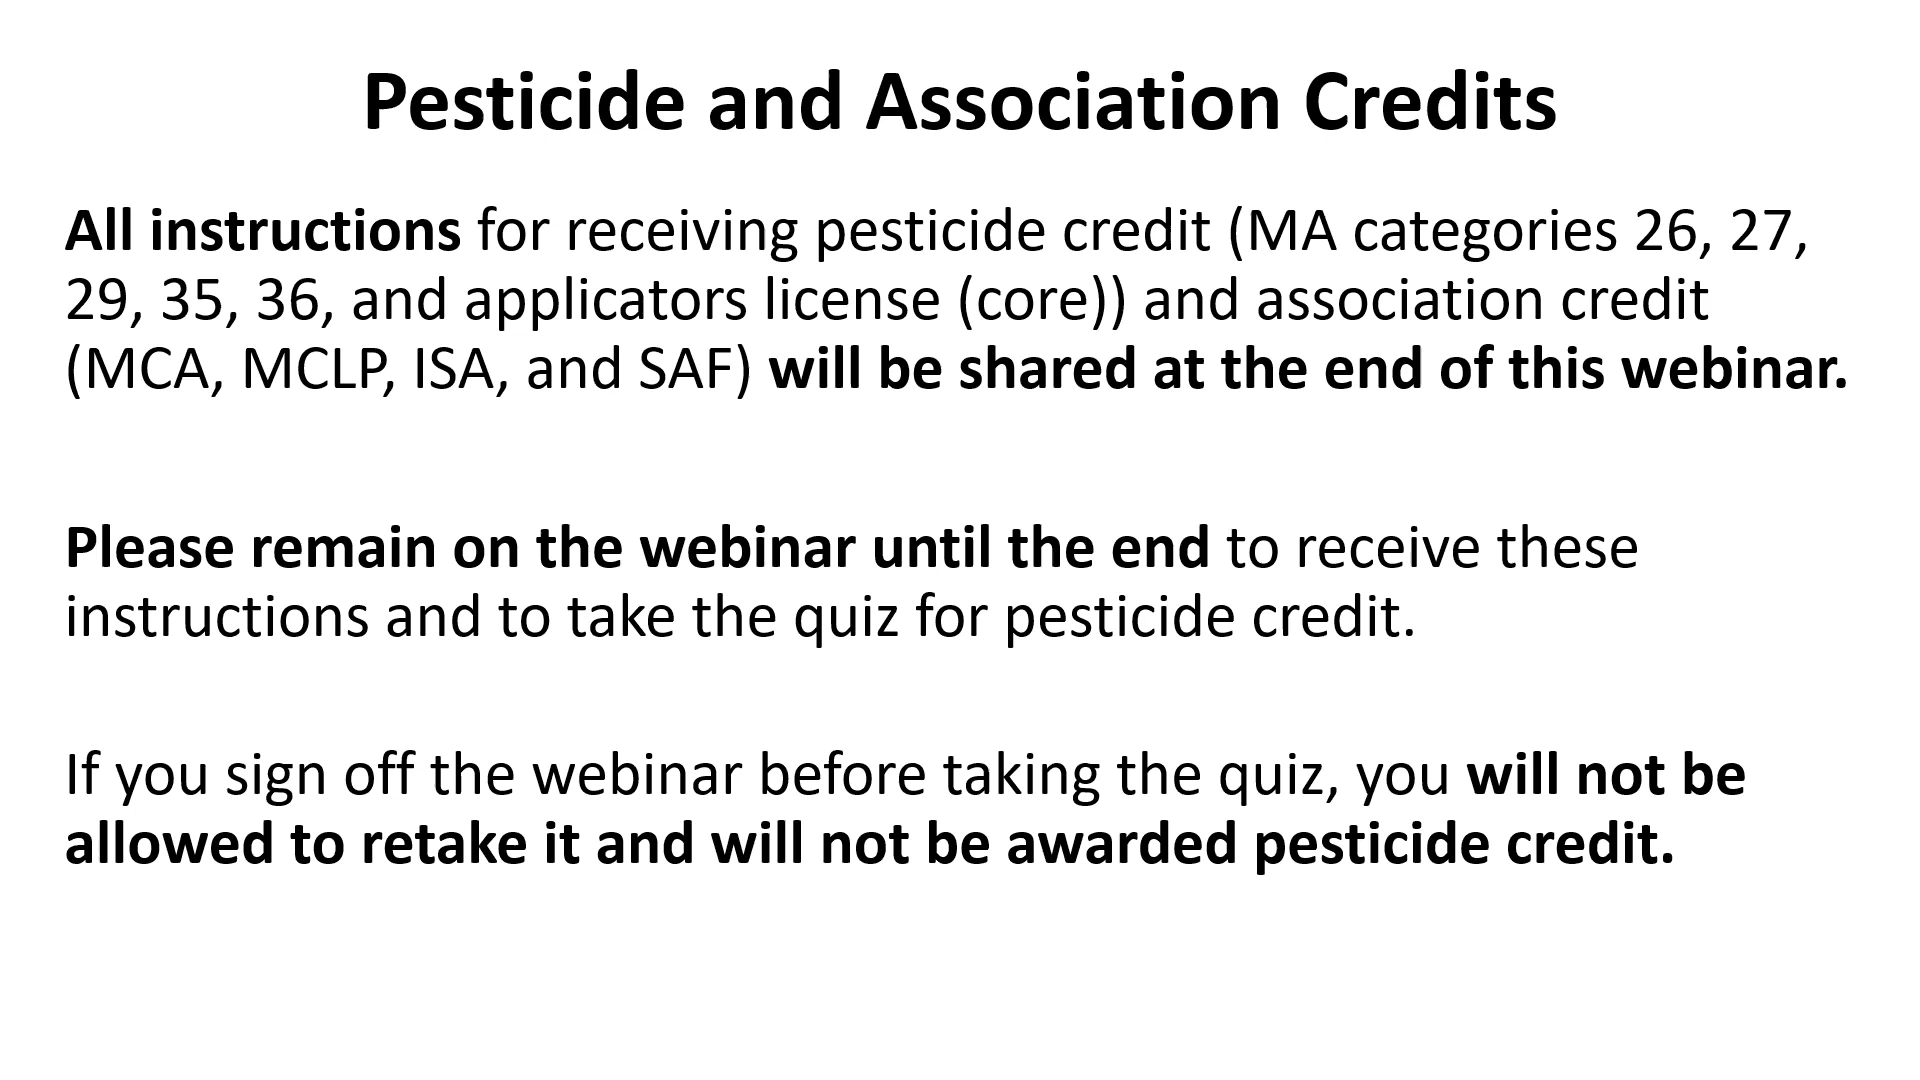 Pesticide and Association Credits
All instructions for receiving pesticide credit (MA categories 26, 27,
29, 35, 36, and applicators license (core)) and association credit
(MCA, MCLP, ISA, and SAF) will be shared at the end of this webinar.
Please remain on the webinar until the end to receive these
instructions and to take the quiz for pesticide credit.
If you sign off the webinar before taking the quiz, you will not be
allowed to retake it and will not be awarded pesticide credit.